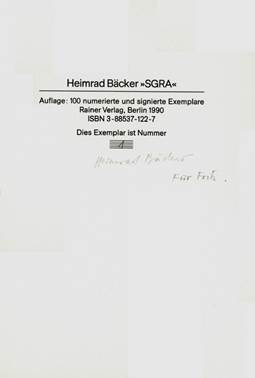 Heimrad Bäcker »SGRA«
Auflage: 100 numerierte und signierte Exemplare
Rainer Verlag, Berlin 1990
ISBN 3-88537-122-7
Dies Exemplar ist Nummer
1
Heimrad Bäcker
Für